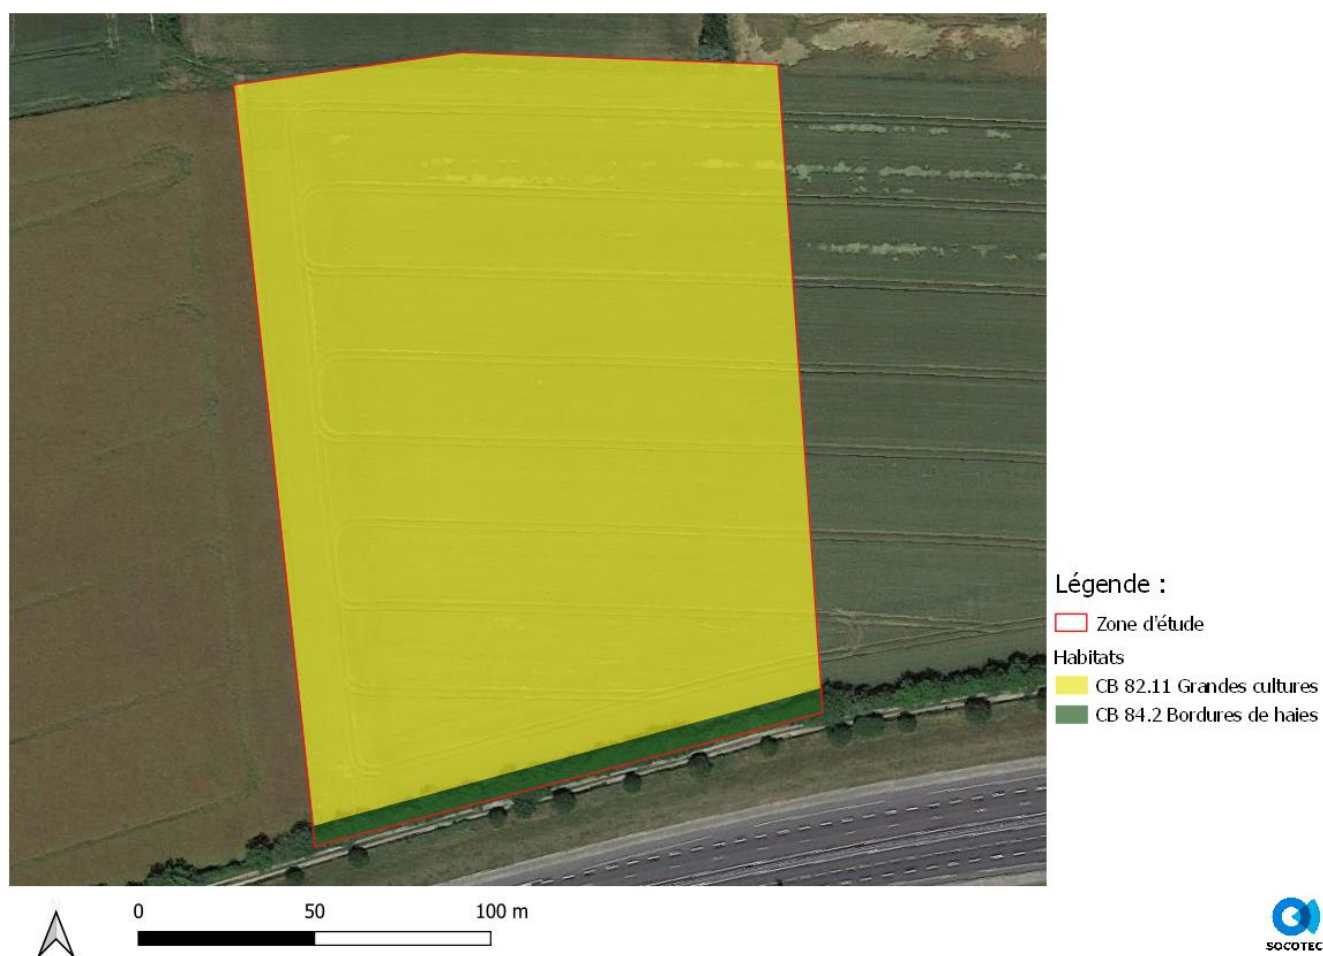 Légende :
Zone d'étude
Habitats
CB 82.11 Grandes cultures
CB 84.2 Bordures de haies
0 50 100 m
SOCOTEC